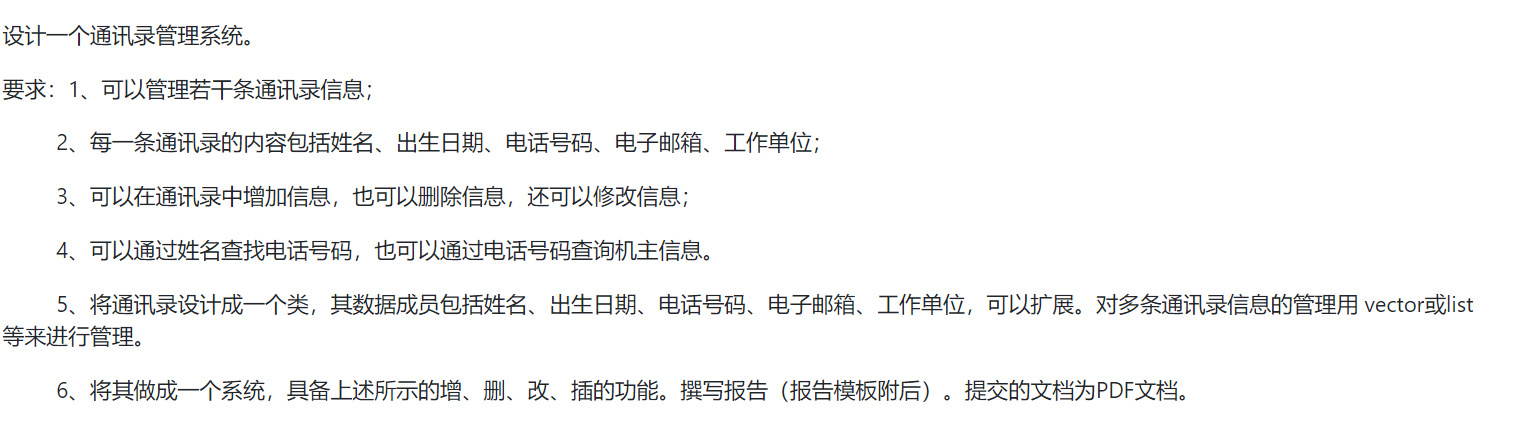 设计一个通讯录管理系统。
要求：1、可以管理若干条通讯录信息；
2、每一条通讯录的内容包括姓名、出生日期、电话号码、电子邮箱、工作单位；
3、可以在通讯录中增加信息，也可以删除信息，还可以修改信息；
4、可以通过姓名查找电话号码，也可以通过电话号码查询机主信息。
5、将通讯录设计成一个类，其数据成员包括姓名、出生日期、电话号码、电子邮箱、工作单位，可以扩展。对多条通讯录信息的管理用 vector或list
等来进行管理。
6、将其做成一个系统，具备上述所示的增、删、改、插的功能。撰写报告（报告模板附后）。提交的文档为PDF文档。